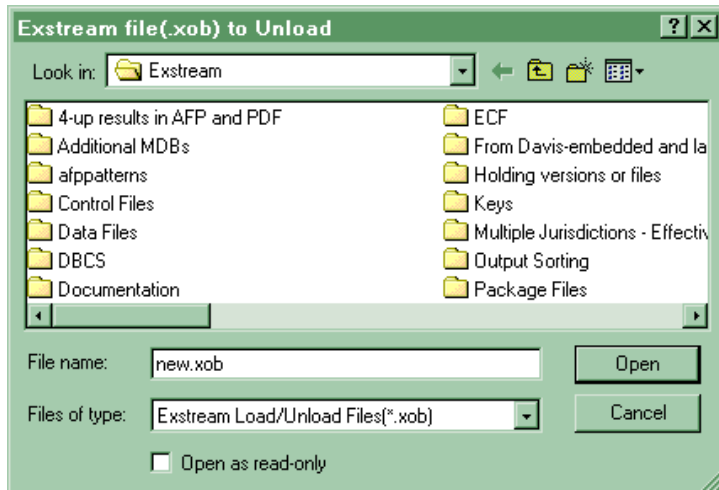 Exstream file(.xob) to Unload
Look in: Exstream
4-up results in AFP and PDF
Additional MDBs
afppatterns
Control Files
Data Files
DBCS
Documentation
ECF
From Davis-embedded and la
Holding versions or files
Keys
Multiple Jurisdictions - Effectiv
Output Sorting
Package Files
File name: new.xob Open
Files of type: Exstream Load/Unload Files(*.xob) Cancel
Open as read-only